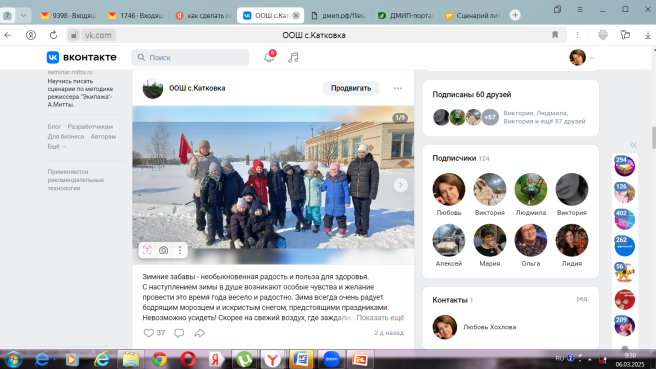 9398 - Входящ
1746 - Входящ
как сделать с
ООШ с.Кат
дмип.рф/files
ДМИП-портал
Сценарий лит
vk.com
ООШ с.Катковка
ВКОНТАКТЕ
Поиск
seminar.mitta.ru
Научись писать
сценарии по методике
режиссера "Экипажа"-
А.Митты.
Блог
Разработчикам
Для бизнеса
Авторам
Ещё
Применяются
рекомендательные
технологии
ООШ с.Катковка
Продвигать
1/9
Зимние забавы - необыкновенная радость и польза для здоровья.
С наступлением зимы в душе возникают особые чувства и желание
провести это время года весело и радостно. Зима всегда очень радует
бодрящим морозцем и искристым снегом, предстоящими праздниками.
Невозможно усидеть! Скорее на свежий воздух, где заждали
Показать ещё
37
2 д назад
Подписаны 60 друзей
+57
Виктория, Людмила,
Виктория и ещё 57 друзей
Подписчики 124
Любовь
Виктория
Людмила
Виктория
Алексей
Мария
Ольга
Лидия
Контакты 1
ред.
Любовь Хохлова
294
126
402
262
56
209
zoom
RU
9:30
06.03.2025